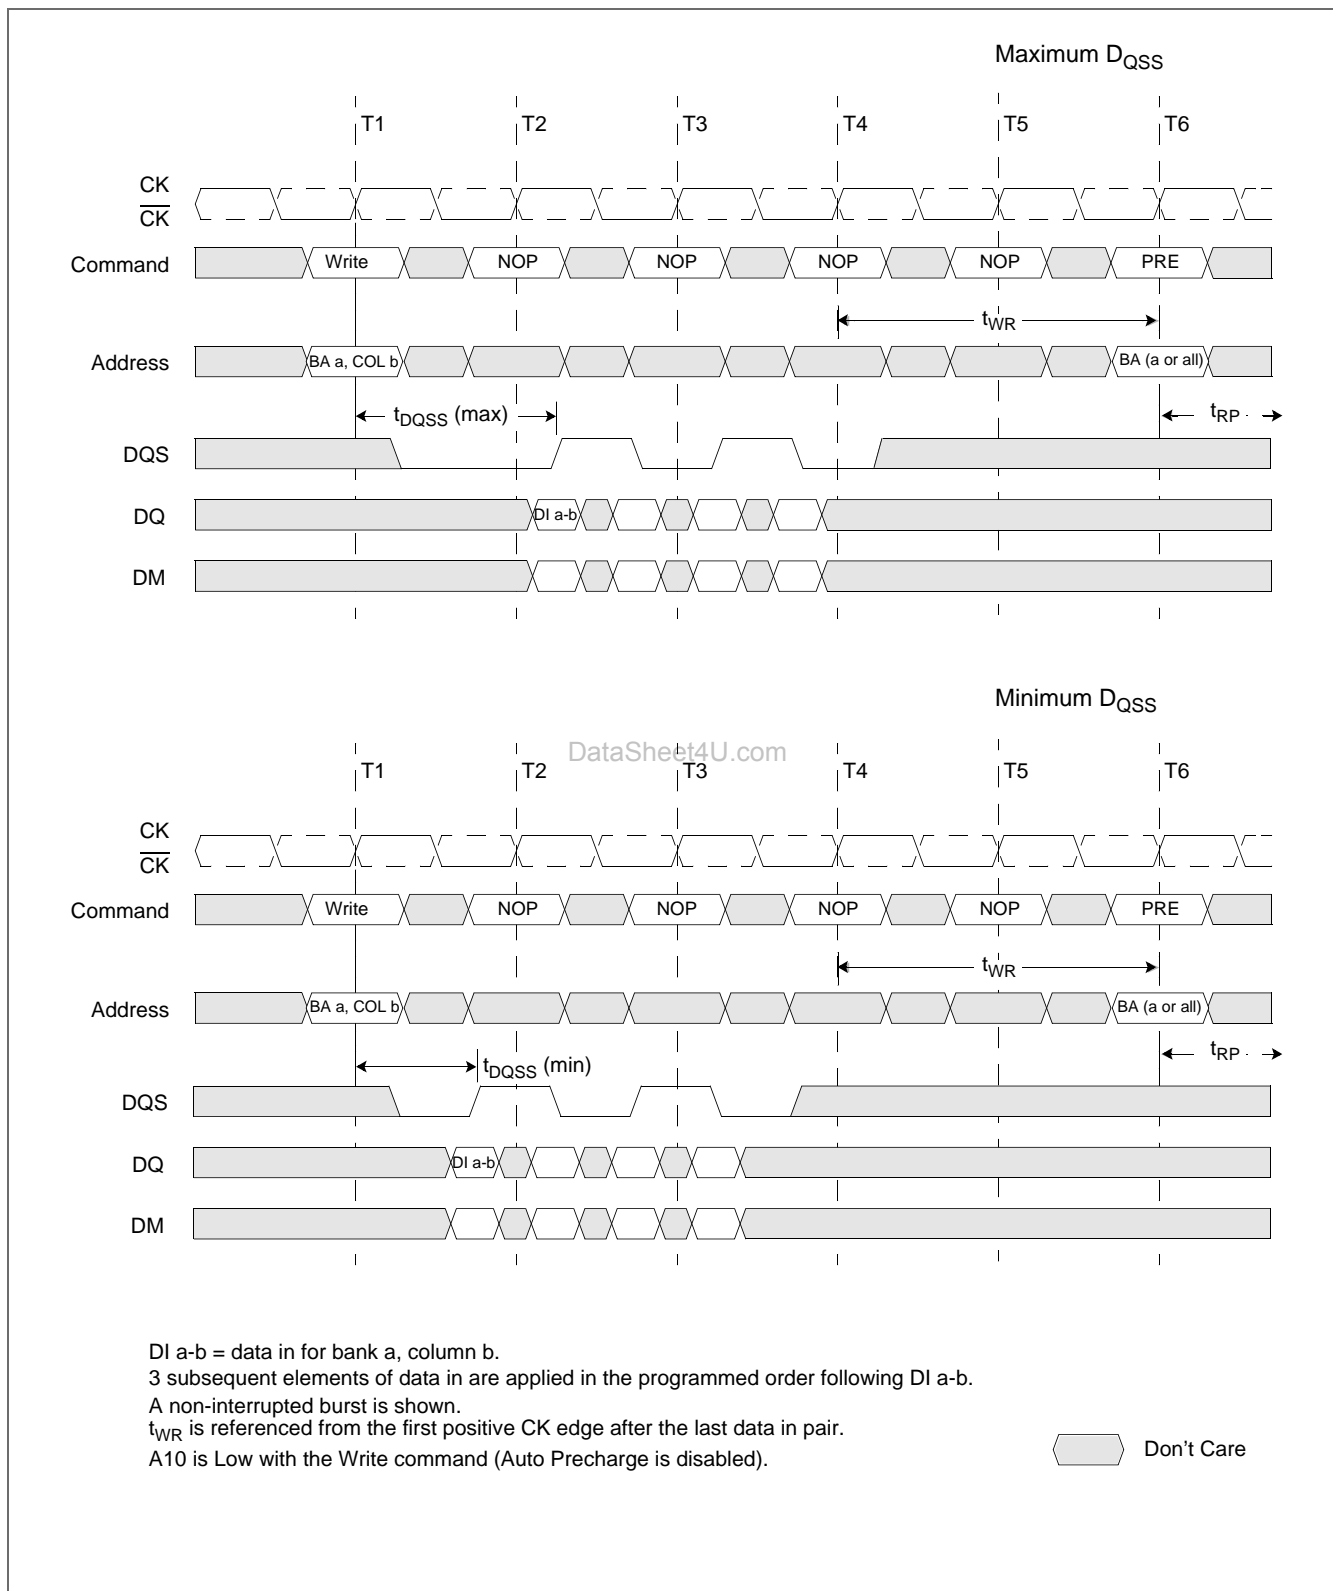 Maximum DQSS
T1 T2 T3 T4 T5 T6
CK
CK
Command Write NOP NOP NOP NOP PRE
tWR
Address BA a, COL b BA (a or all)
tDQSS (max) tRP
DQS
DQ DI a-b
DM
Minimum DQSS
DataSheet4U.com
T1 T2 T3 T4 T5 T6
CK
CK
Command Write NOP NOP NOP NOP PRE
tWR
Address BA a, COL b BA (a or all)
tDQSS (min) tRP
DQS
DQ DI a-b
DM
DI a-b = data in for bank a, column b.
3 subsequent elements of data in are applied in the programmed order following DI a-b.
A non-interrupted burst is shown.
tWR is referenced from the first positive CK edge after the last data in pair.
A10 is Low with the Write command (Auto Precharge is disabled).
Don't Care